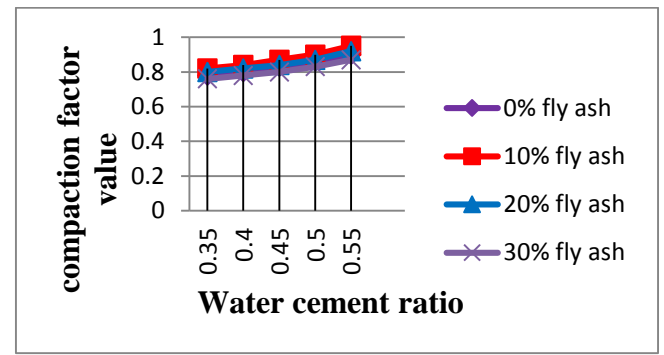 compaction factor
value
1
0.8
0.6
0.4
0.2
0
0.35
0.4
0.45
0.5
0.55
Water cement ratio
0% fly ash
10% fly ash
20% fly ash
30% fly ash